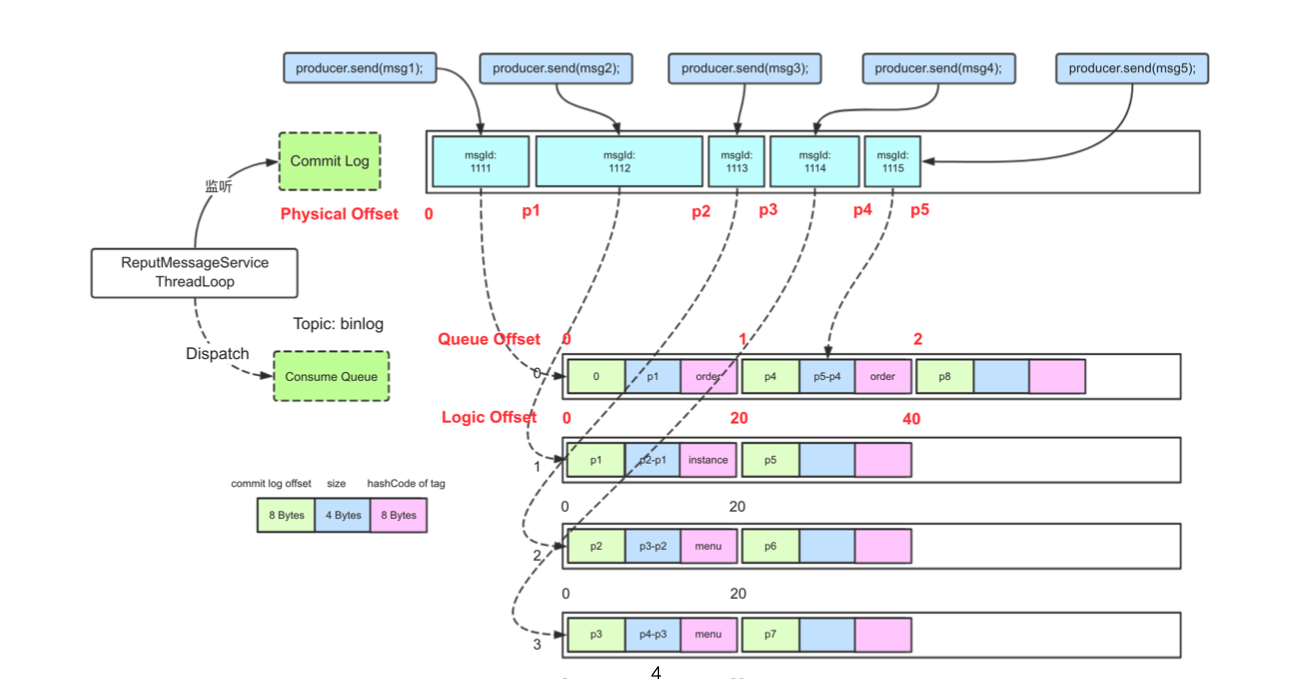 producer.send(msg1);
producer.send(msg2);
producer.send(msg3);
producer.send(msg4);
producer.send(msg5);
Commit Log
msgId:
1111
msgId:
1112
msgId:
1113
msgId:
1114
msgId:
1115
监听
Physical Offset
0
p1
p2
p3
p4
p5
ReputMessageService
ThreadLoop
Topic: binlog
Dispatch
Consume Queue
Queue Offset
0
1
2
0
0
p1
order
p4
p5-p4
order
p8
Logic Offset
0
20
40
1
p1
p2-p1
instance
p5
commit log offset
size
hashCode of tag
8 Bytes
4 Bytes
8 Bytes
0
20
2
p2
p3-p2
menu
p6
0
20
3
p3
p4-p3
menu
p7
4